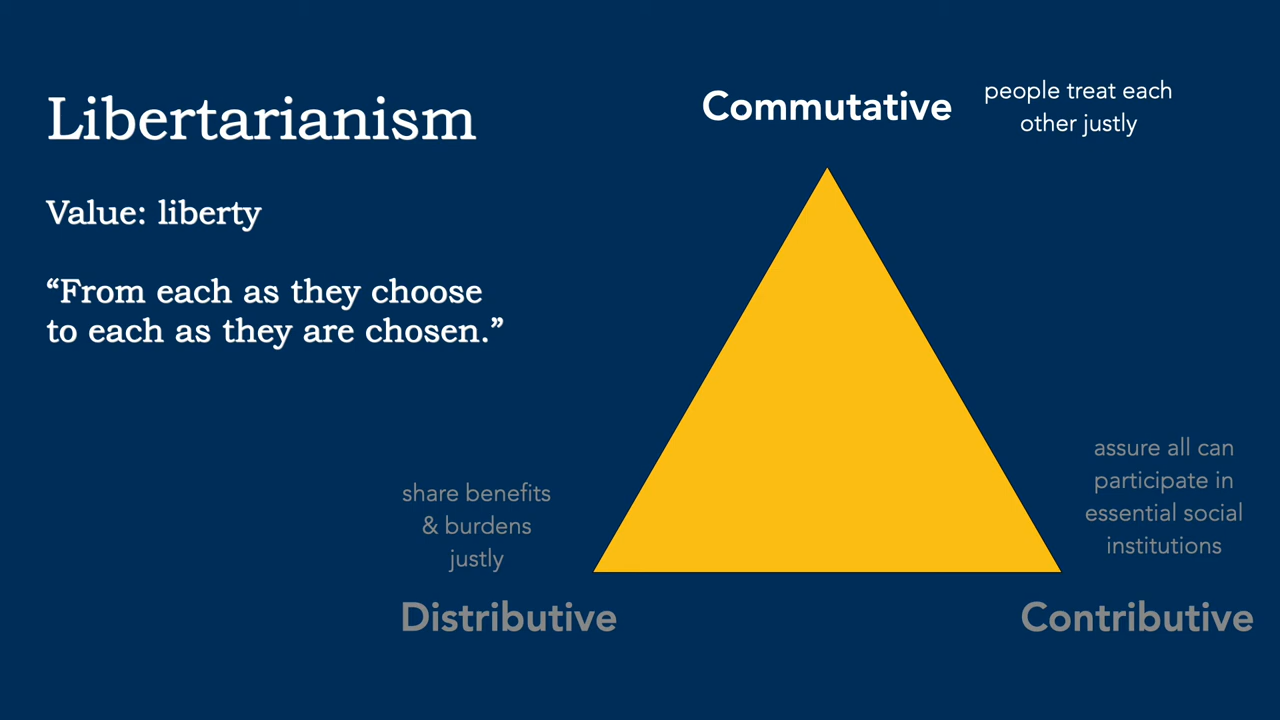 Libertarianism
Value: liberty
“From each as they choose
to each as they are chosen.”
Commutative
people treat each
other justly
share benefits
& burdens
justly
Distributive
assure all can
participate in
essential social
institutions
Contributive